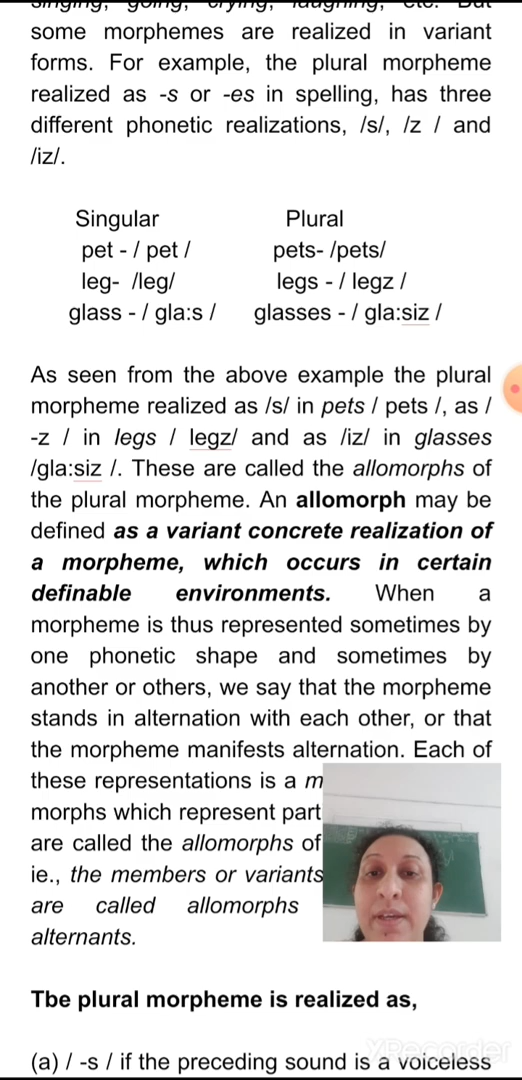 singing, going, crying, laughing, etc. But
some morphemes are realized in variant
forms. For example, the plural morpheme
realized as -s or -es in spelling, has three
different phonetic realizations, /s/, /z / and
/iz/.
Singular Plural
pet - / pet / pets- /pets/
leg- /leg/ legs - / legz /
glass - / gla:s / glasses - / gla:siz /
As seen from the above example the plural
morpheme realized as /s/ in pets / pets /, as /
-z / in legs / legz/ and as /iz/ in glasses
/gla:siz /. These are called the allomorphs of
the plural morpheme. An allomorph may be
defined as a variant concrete realization of
a morpheme, which occurs in certain
definable environments. When a
morpheme is thus represented sometimes by
one phonetic shape and sometimes by
another or others, we say that the morpheme
stands in alternation with each other, or that
the morpheme manifests alternation. Each of
these representations is a m
morphs which represent part
are called the allomorphs of
ie., the members or variants
are called allomorphs
alternants.
Tbe plural morpheme is realized as,
(a) / -s / if the preceding sound is a voiceless
XRecorder